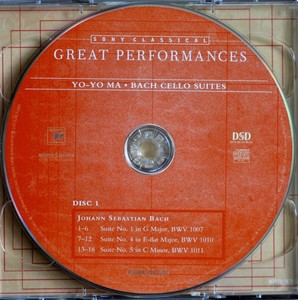 SONY CLASSICAL
GREAT PERFORMANCES
YO-YO MA • BACH CELLO SUITES
DSD
DISC 1
JOHANN SEBASTIAN BACH
1–6 Suite No. 1 in G Major, BWV 1007
7–12 Suite No. 4 in E-flat Major, BWV 1010
13–18 Suite No. 5 in C Minor, BWV 1011